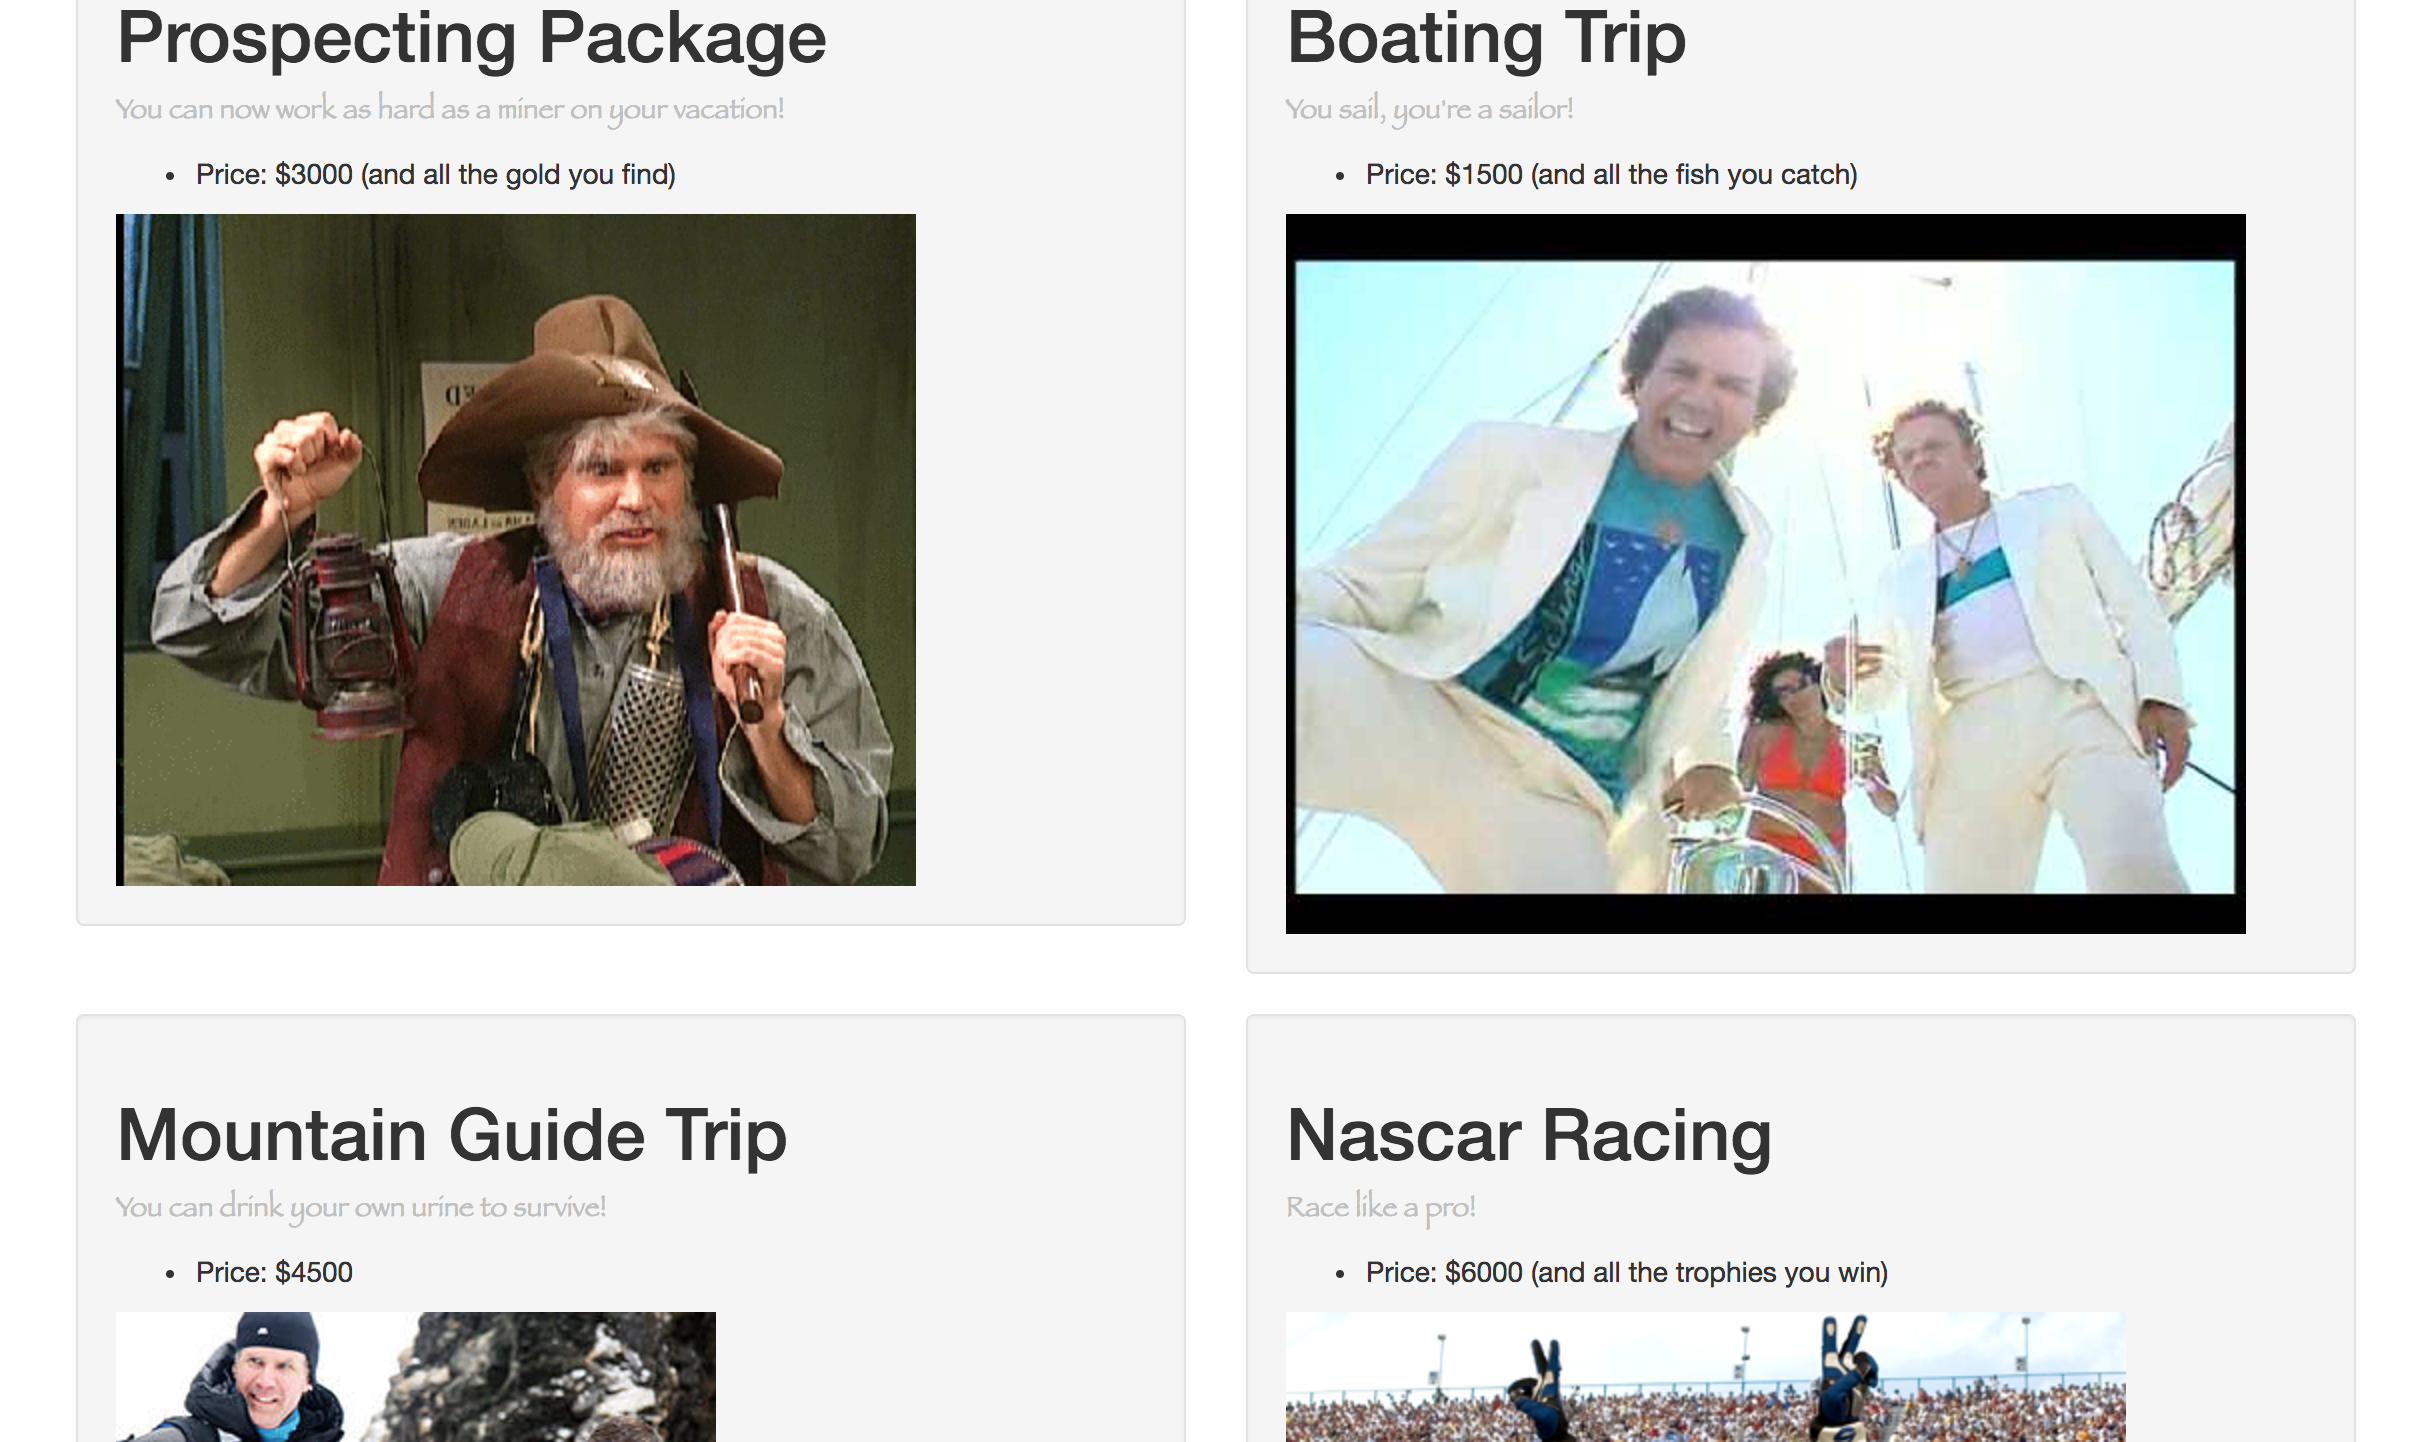 Prospecting Package
You can now work as hard as a miner on your vacation!
Price: $3000 (and all the gold you find)
Boating Trip
You sail, you're a sailor!
Price: $1500 (and all the fish you catch)
Mountain Guide Trip
You can drink your own urine to survive!
Price: $4500
Nascar Racing
Race like a pro!
Price: $6000 (and all the trophies you win)